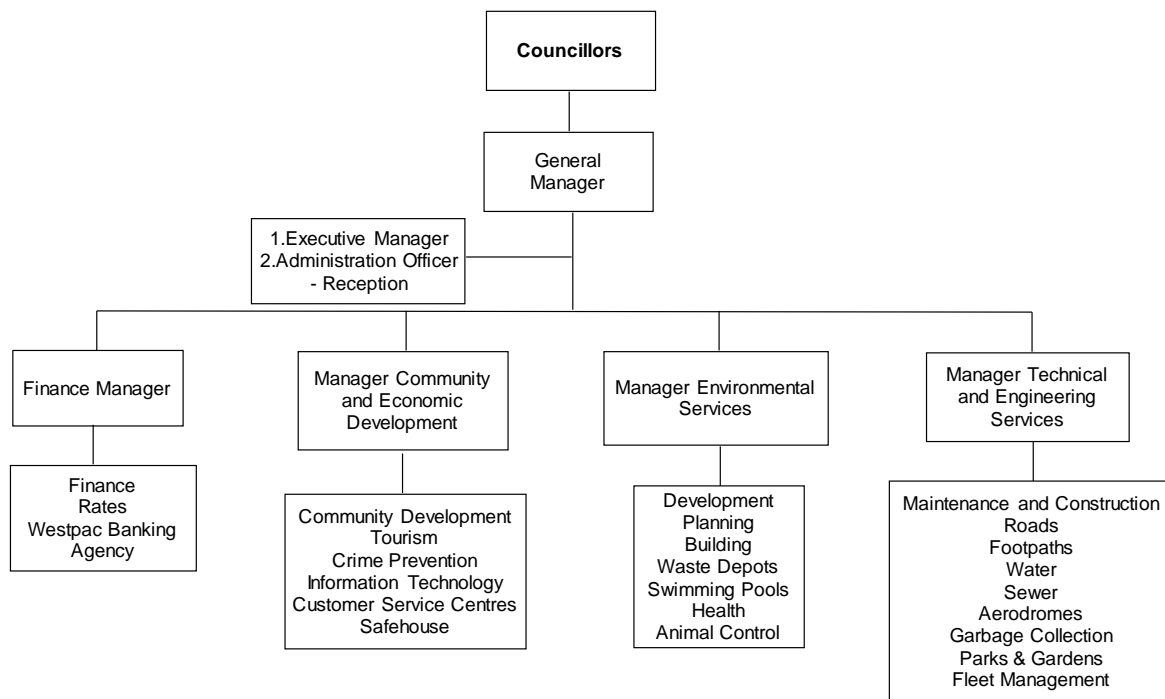 Councillors
General
Manager
1.Executive Manager
2.Administration Officer
- Reception
Finance Manager
Manager Community
and Economic
Development
Manager Environmental
Services
Manager Technical
and Engineering
Services
Finance
Rates
Westpac Banking
Agency
Community Development
Tourism
Crime Prevention
Information Technology
Customer Service Centres
Safehouse
Development
Planning
Building
Waste Depots
Swimming Pools
Health
Animal Control
Maintenance and Construction
Roads
Footpaths
Water
Sewer
Aerodromes
Garbage Collection
Parks & Gardens
Fleet Management